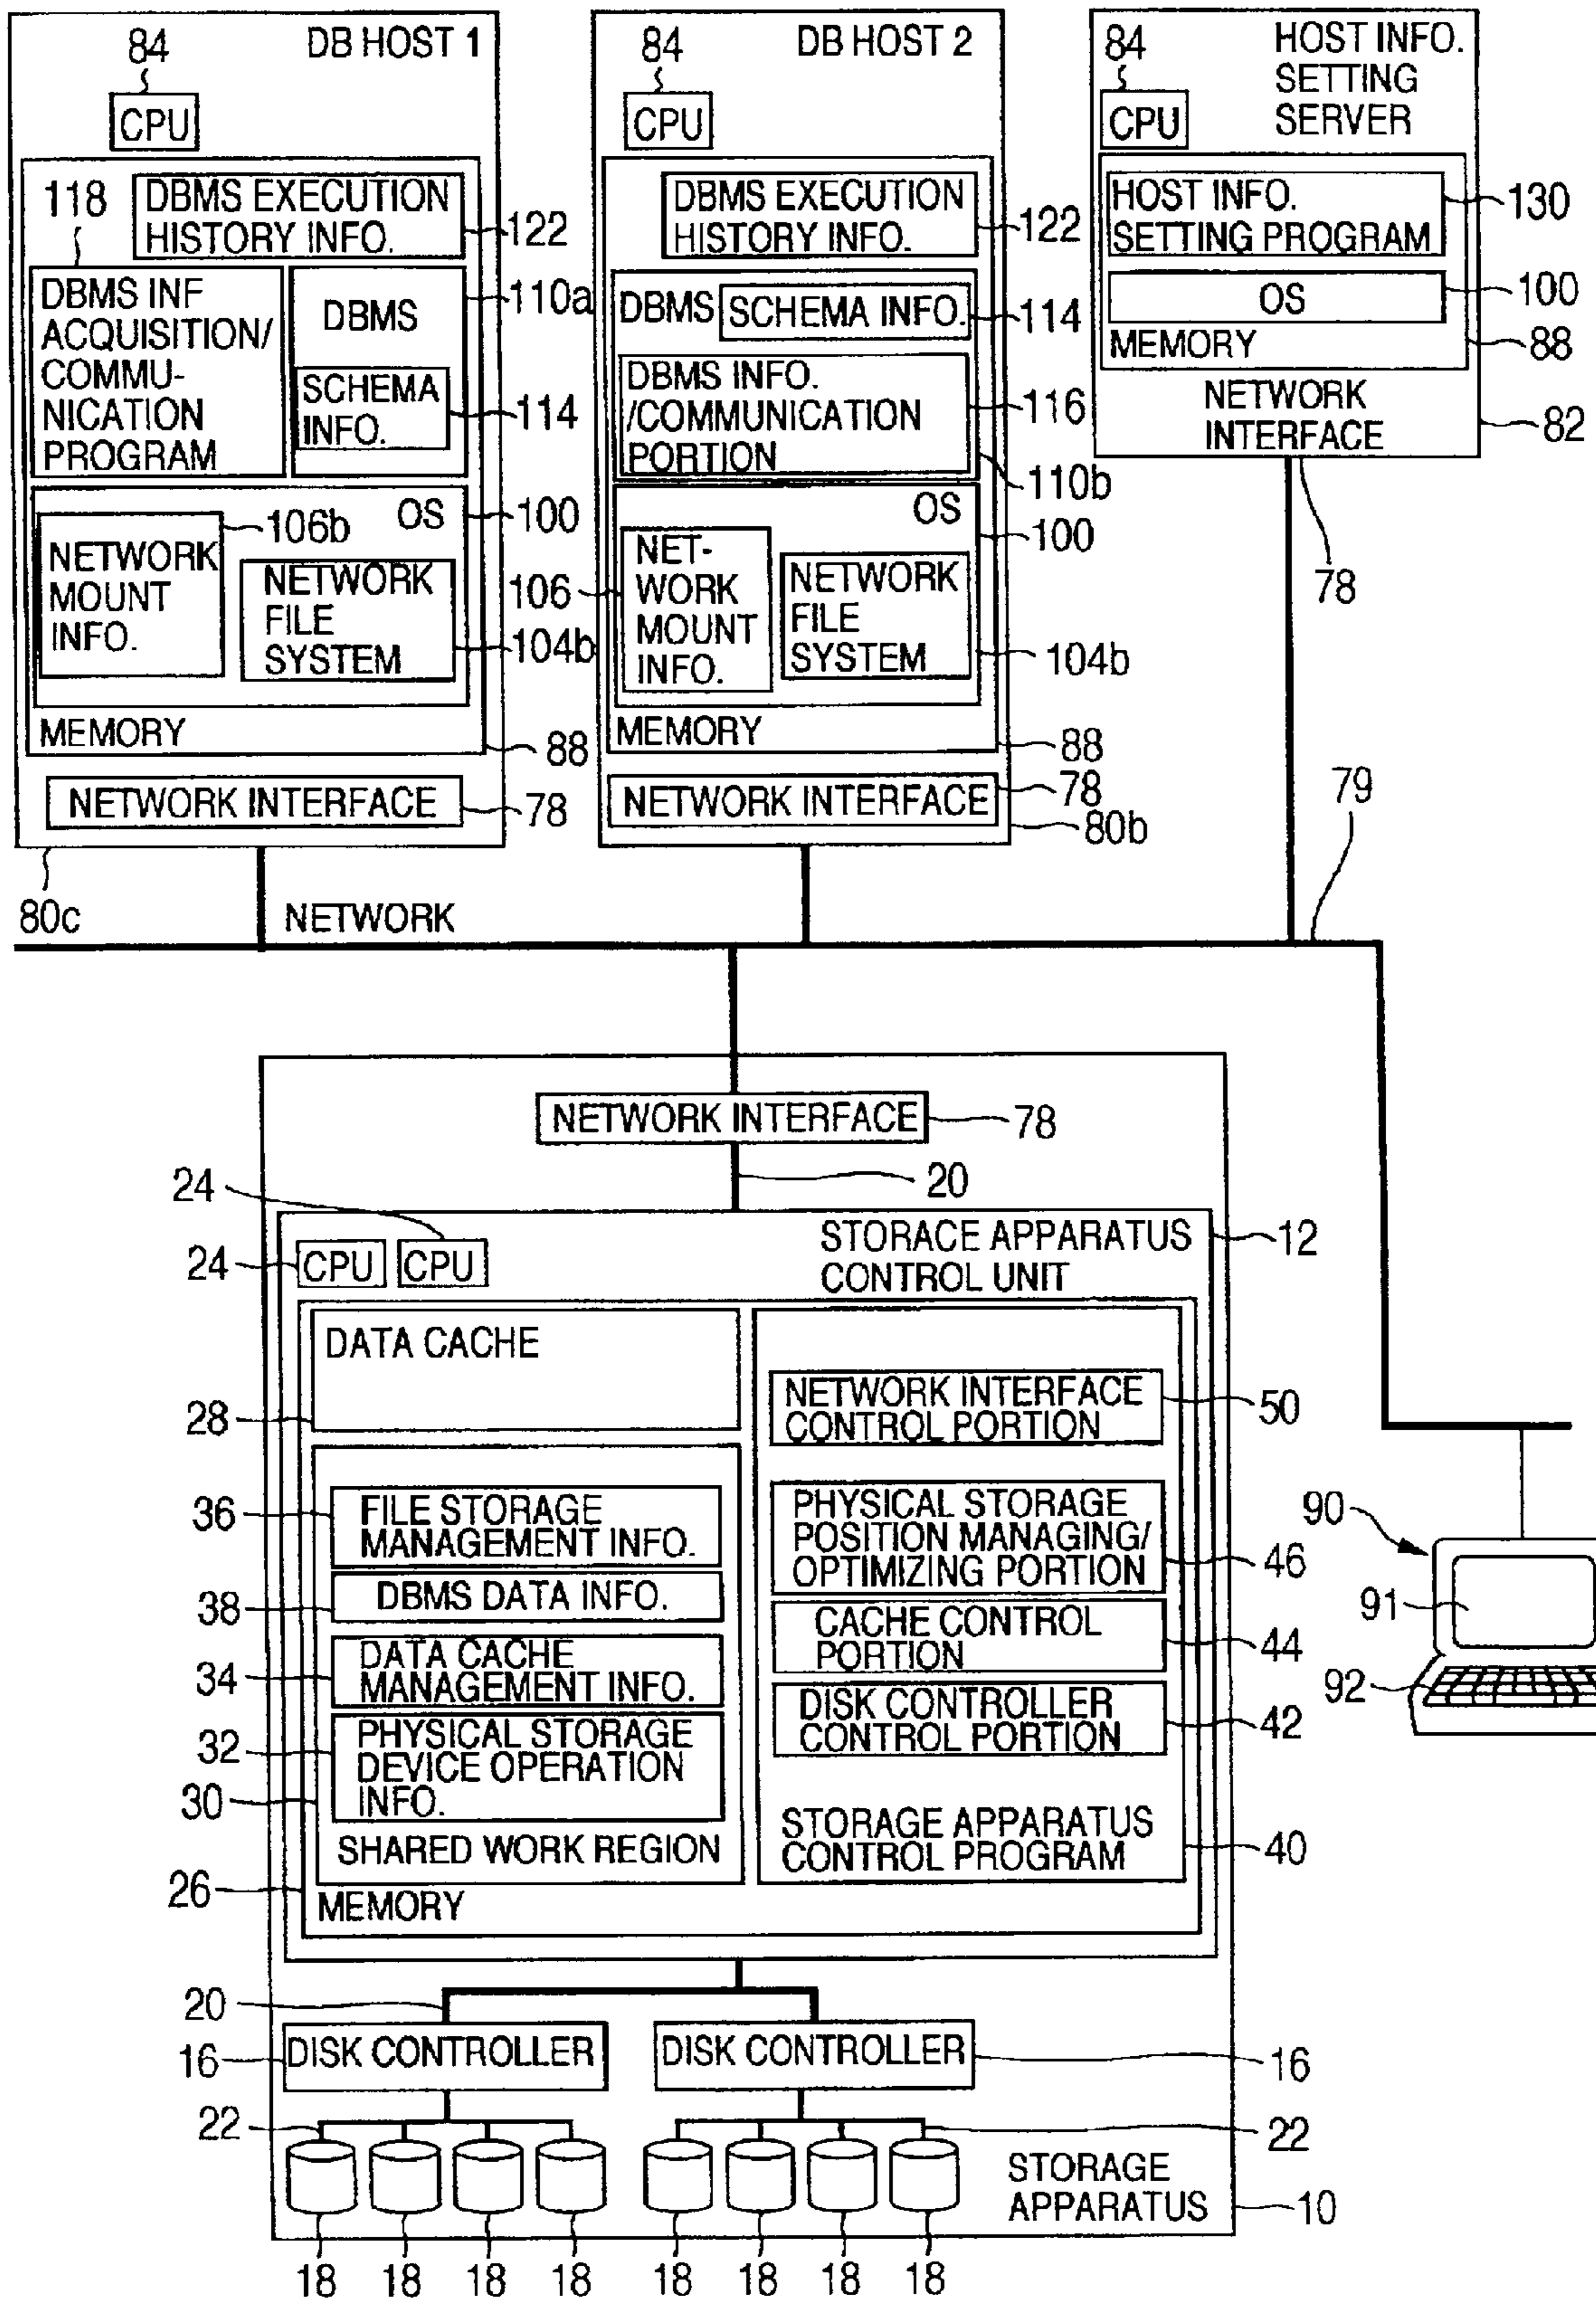 DB HOST 1
84
CPU
118
DBMS EXECUTION
HISTORY INFO.
122
DBMS INF
ACQUISITION/
COMMU-
NICATION
PROGRAM
DBMS
110a
SCHEMA
INFO.
114
OS
100
106b
NETWORK
MOUNT
INFO.
NETWORK
FILE
SYSTEM
104b
MEMORY
88
NETWORK INTERFACE
78
80c
DB HOST 2
84
CPU
DBMS EXECUTION
HISTORY INFO.
122
DBMS
SCHEMA INFO.
114
DBMS INFO.
/COMMUNICATION
PORTION
116
110b
OS
100
106
NET-
WORK
MOUNT
INFO.
NETWORK
FILE
SYSTEM
104b
MEMORY
88
NETWORK INTERFACE
78
80b
HOST INFO.
SETTING
SERVER
84
CPU
HOST INFO.
SETTING PROGRAM
130
OS
100
MEMORY
88
NETWORK
INTERFACE
82
78
79
NETWORK
NETWORK INTERFACE
78
20
24
24
CPU
CPU
STORACE APPARATUS
CONTROL UNIT
12
DATA CACHE
28
NETWORK INTERFACE
CONTROL PORTION
50
36
FILE STORAGE
MANAGEMENT INFO.
38
DBMS DATA INFO.
34
DATA CACHE
MANAGEMENT INFO.
32
PHYSICAL STORAGE
DEVICE OPERATION
INFO.
30
SHARED WORK REGION
26
MEMORY
PHYSICAL STORAGE
POSITION MANAGING/
OPTIMIZING PORTION
46
CACHE CONTROL
PORTION
44
DISK CONTROLLER
CONTROL PORTION
42
STORAGE APPARATUS
CONTROL PROGRAM
40
90
91
92
20
16
DISK CONTROLLER
DISK CONTROLLER
16
22
22
STORAGE
APPARATUS
10
18 18 18 18 18 18 18 18